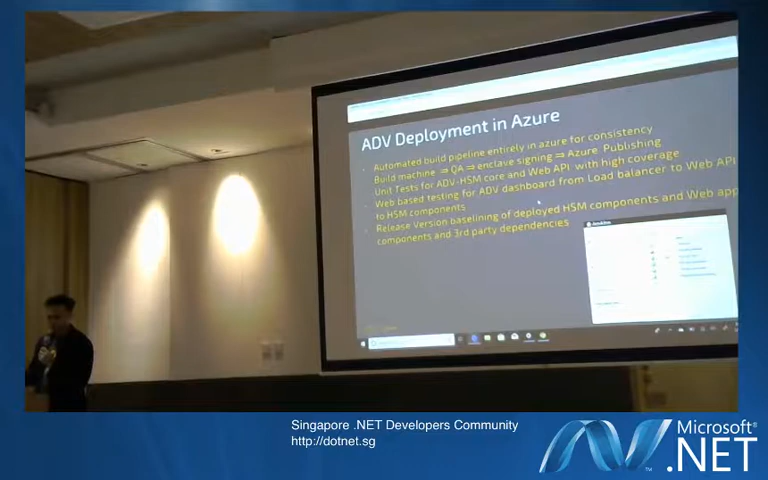 ADV Deployment in Azure
Automated build pipeline entirely in azure for consistency
Build machine ⇒ QA ⇒ enclave signing ⇒ Azure Publishing
Unit Tests for ADV-HSM core and Web API with high coverage
Web based testing for ADV dashboard from Load balancer to Web API
to HSM components
Release Version baselining of deployed HSM components and Web app
components and 3rd party dependencies
Singapore .NET Developers Community
http://dotnet.sg
Microsoft®
.NET
TM